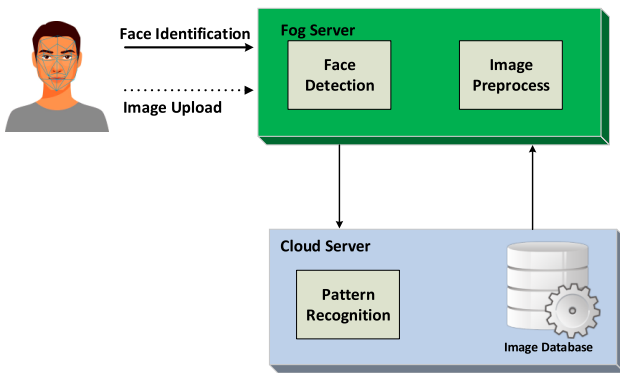 Face Identification
Image Upload
Fog Server
Face
Detection
Image
Preprocess
Cloud Server
Pattern
Recognition
Image Database